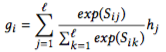 g_i = \sum_{j=1}^{\ell} \frac{exp(S_{ij})}{\sum_{k=1}^{\ell} exp(S_{ik})} h_j